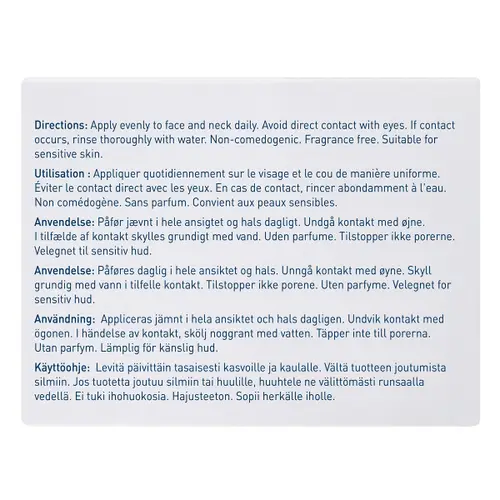 Directions: Apply evenly to face and neck daily. Avoid direct contact with eyes. If contact
occurs, rinse thoroughly with water. Non-comedogenic. Fragrance free. Suitable for
sensitive skin.
Utilisation : Appliquer quotidiennement sur le visage et le cou de manière uniforme.
Éviter le contact direct avec les yeux. En cas de contact, rincer abondamment à l'eau.
Non comédogène. Sans parfum. Convient aux peaux sensibles.
Anvendelse: Påfør jævnt i hele ansigtet og hals dagligt. Undgå kontakt med øjne.
I tilfælde af kontakt skylles grundigt med vand. Uden parfume. Tilstopper ikke porerne.
Velegnet til sensitiv hud.
Anvendelse: Påføres daglig i hele ansiktet og hals. Unngå kontakt med øyne. Skyll
grundig med vann i tilfelle kontakt. Tilstopper ikke porene. Uten parfyme. Velegnet for
sensitiv hud.
Användning: Appliceras jämnt i hela ansiktet och hals dagligen. Undvik kontakt med
ögonen. I händelse av kontakt, skölj noggrant med vatten. Täpper inte till porerna.
Utan parfym. Lämplig för känslig hud.
Käyttöohje: Levitä päivittäin tasaisesti kasvoille ja kaulalle. Vältä tuotteen joutumista
silmiin. Jos tuotetta joutuu silmiin tai huulille, huuhtele ne välittömästi runsaalla
vedellä. Ei tuki ihohuokosia. Hajusteeton. Sopii herkälle iholle.